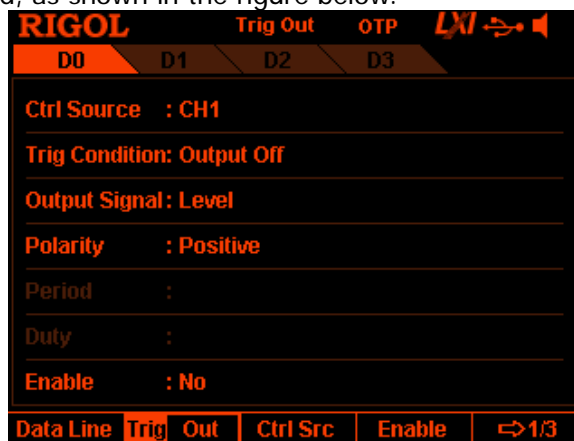 d, as shown in the figure below.
RIGOL Trig Out OTP LXI
D0 D1 D2 D3
Ctrl Source : CH1
Trig Condition: Output Off
Output Signal: Level
Polarity : Positive
Period :
Duty :
Enable : No
Data Line Trig Out Ctrl Src Enable ⇨1/3